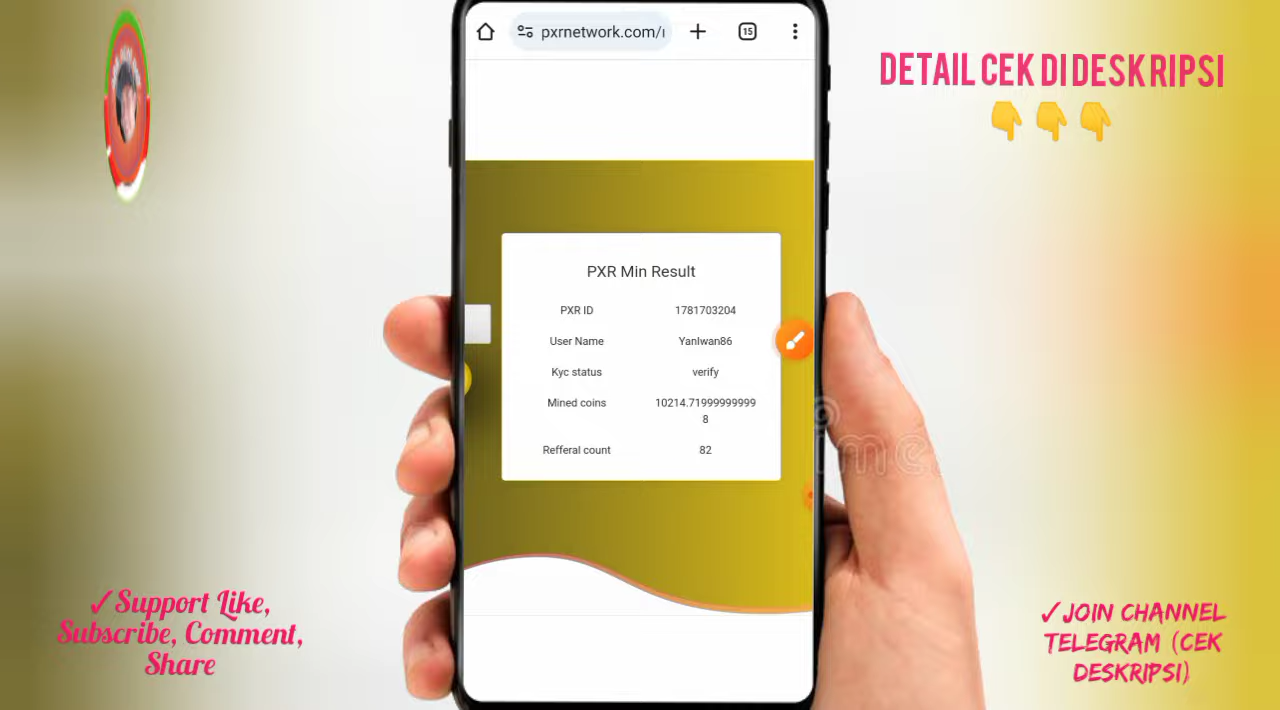 15
pxrnetwork.com/r
DETAIL CEK DI DESKRIPSI
👇👇👇
PXR Min Result
PXR ID 1781703204
User Name YanIwan86
Kyc status verify
Mined coins 10214.71999999999
8
Refferal count 82
✓Support Like,
Subscribe, Comment,
Share
✓JOIN CHANNEL
TELEGRAM (CEK
DESKRIPSI)